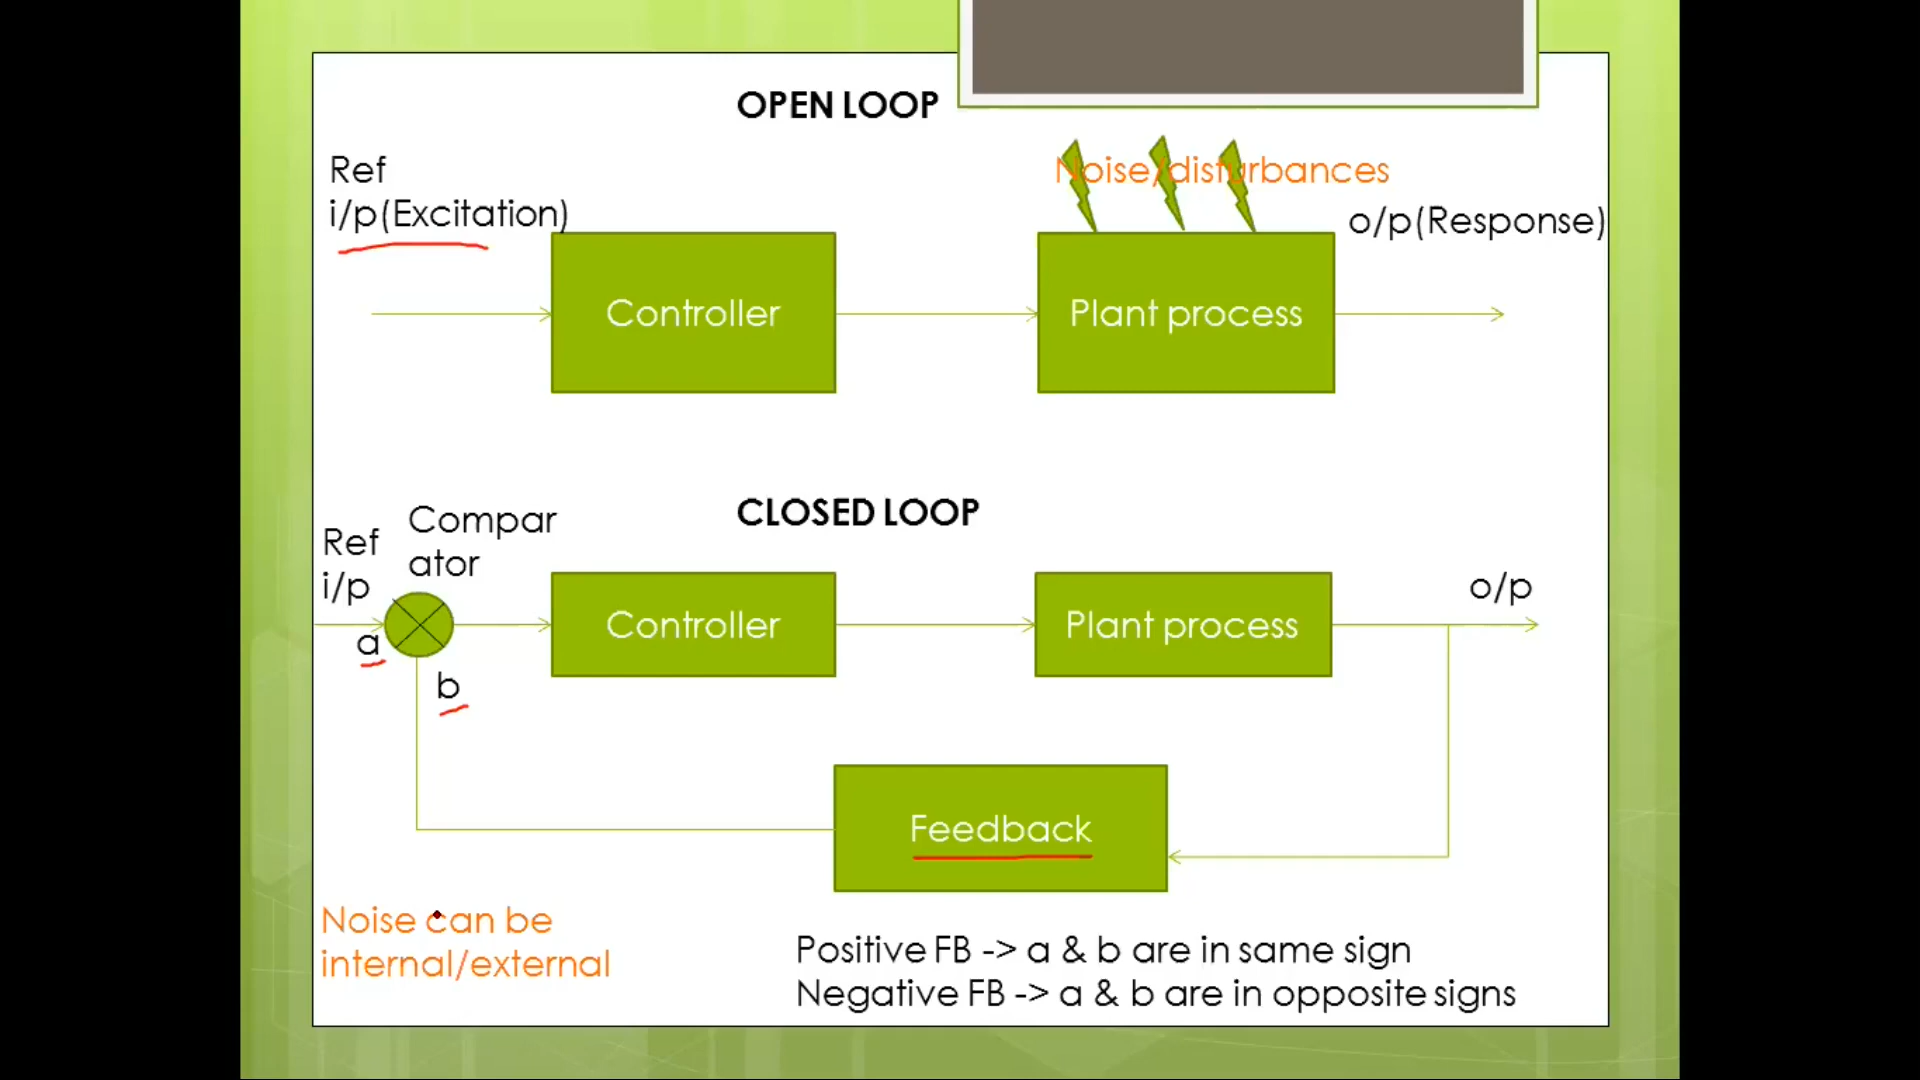 OPEN LOOP
Ref
i/p(Excitation)
Noise/disturbances
o/p(Response)
Controller
Plant process
CLOSED LOOP
Compar
ator
Ref
i/p
a
b
Controller
Plant process
o/p
Feedback
Noise can be
internal/external
Positive FB -> a & b are in same sign
Negative FB -> a & b are in opposite signs